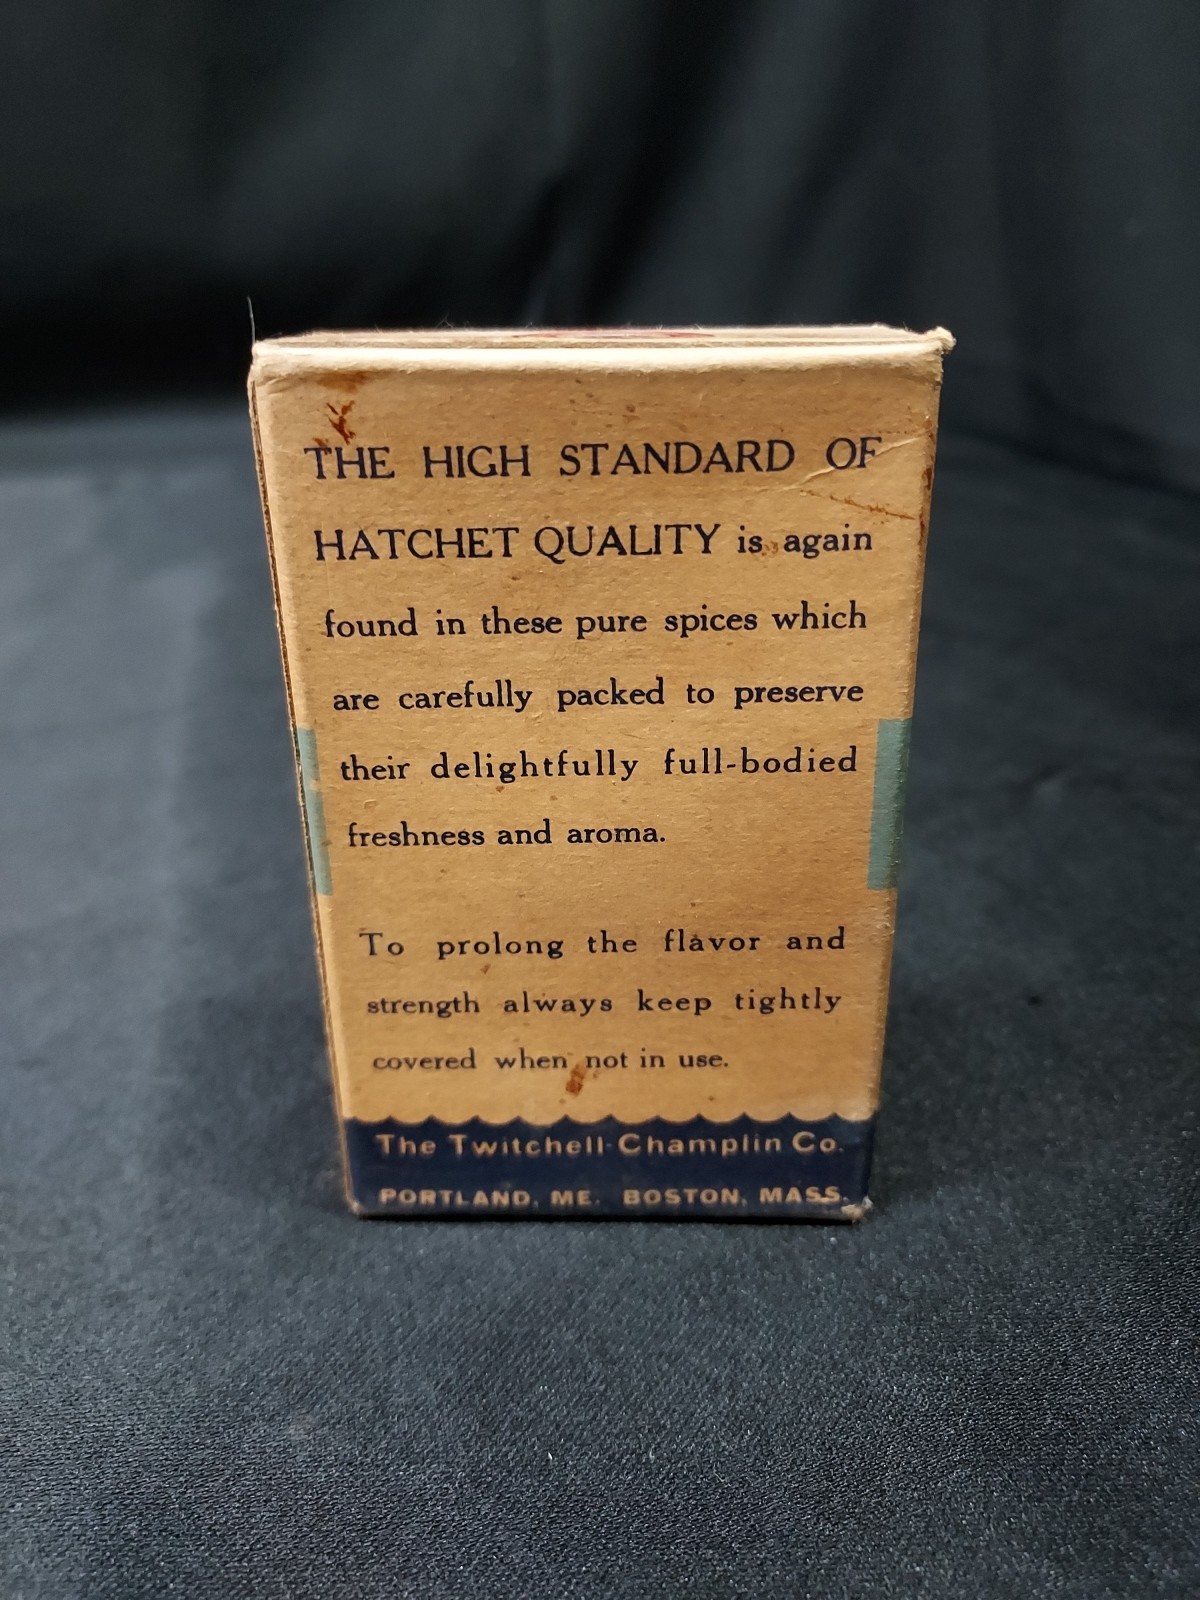 THE HIGH STANDARD OF
HATCHET QUALITY is again
found in these pure spices which
are carefully packed to preserve
their delightfully full-bodied
freshness and aroma.
To prolong the flavor and
strength always keep tightly
covered when not in use.
The Twitchell-Champlin Co.
PORTLAND, ME. BOSTON, MASS.